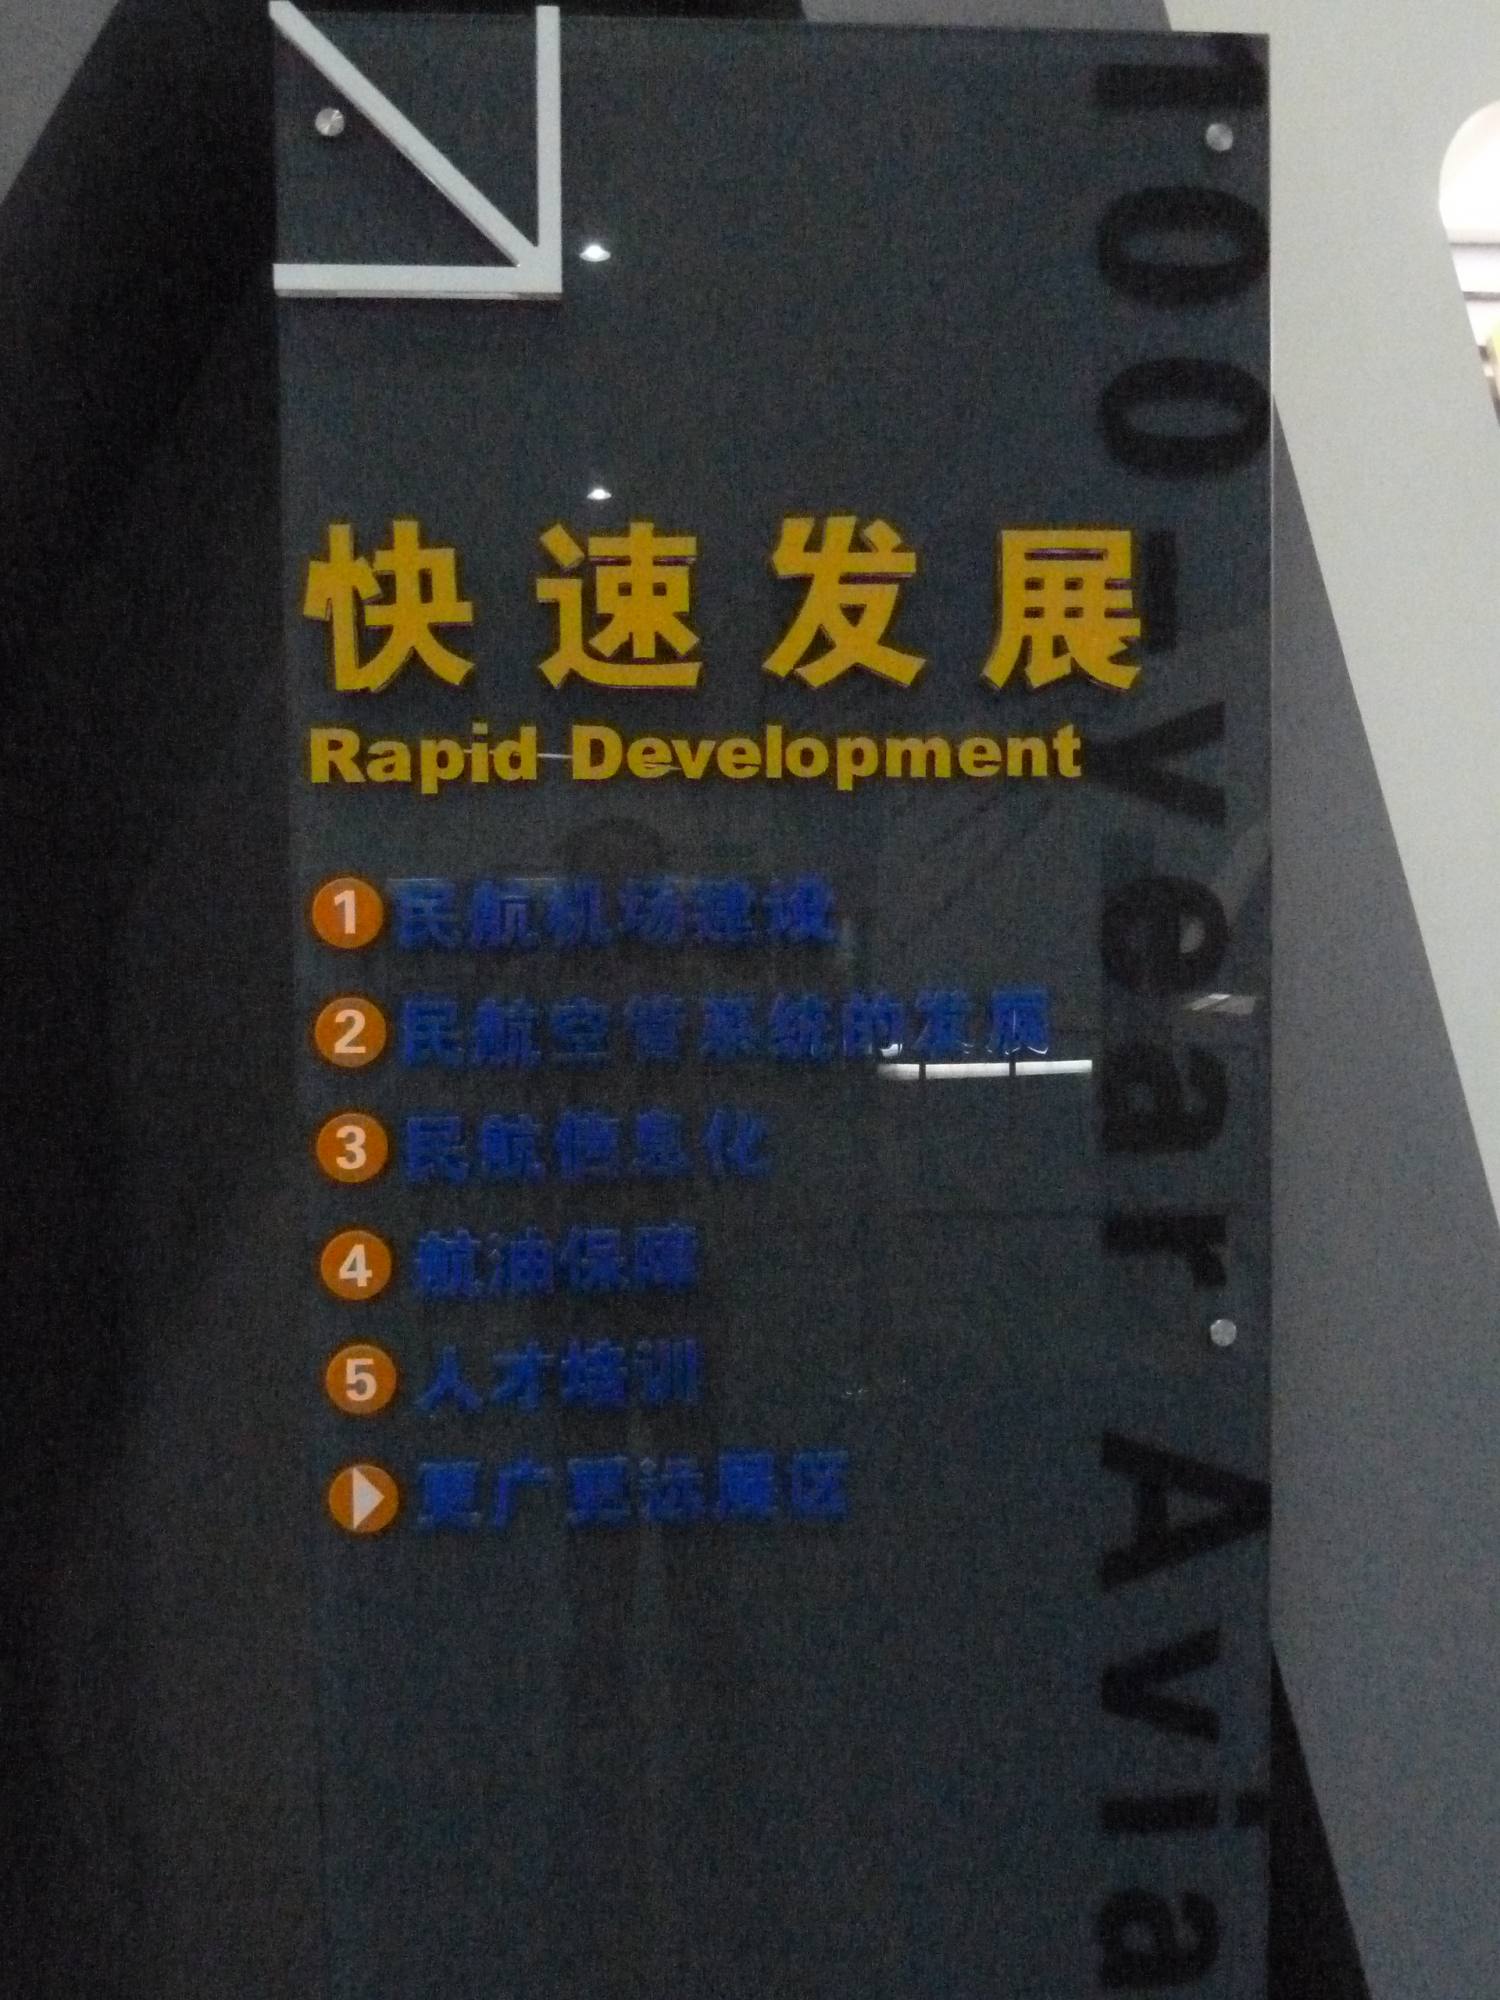 快速发展
Rapid Development
1 民航机场建设
2 民航空管系统的发展
3 民航信息化
4 航油保障
5 人才培训
更广更远展区
100-Year Avia